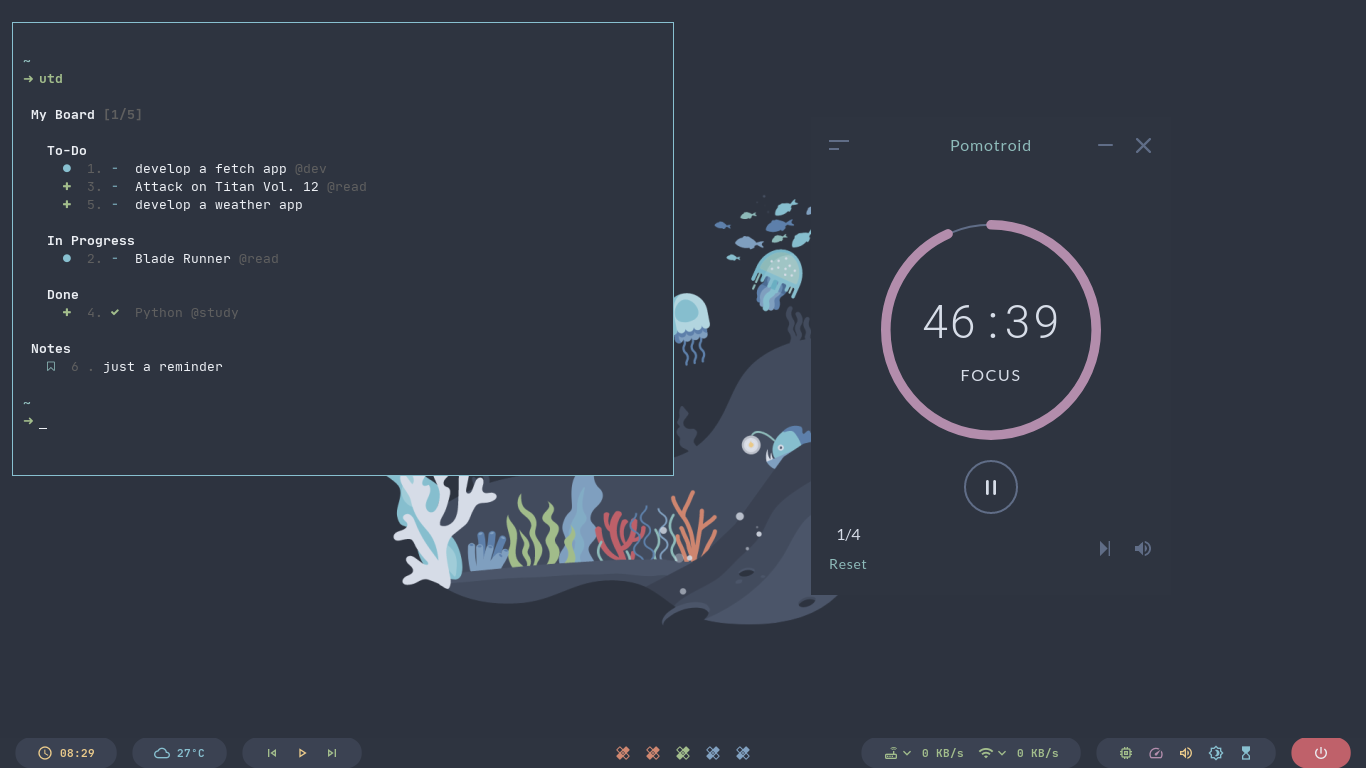 ~
→ utd
My Board [1/5]
To-Do
1. - develop a fetch app @dev
3. - Attack on Titan Vol. 12 @read
5. - develop a weather app
In Progress
2. - Blade Runner @read
Done
4. ✔ Python @study
Notes
6 . just a reminder
~
→ _
Pomotroid
46:39
FOCUS
1/4
Reset
08:29
27°C
0 KB/s
0 KB/s